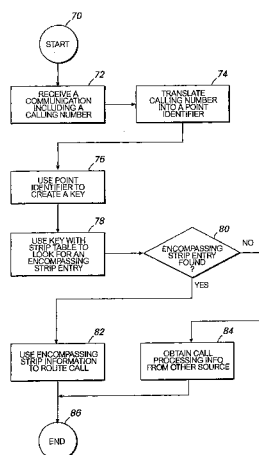 70
START
72
RECEIVE A
COMMUNICATION
INCLUDING A
CALLING NUMBER
74
TRANSLATE
CALLING NUMBER
INTO A POINT
IDENTIFIER
76
USE POINT
IDENTIFIER TO
CREATE A KEY
78
USE KEY WITH
STRIP TABLE TO
LOOK FOR AN
ENCOMPASSING
STRIP ENTRY
80
ENCOMPASSING
STRIP ENTRY
FOUND
?
NO
YES
82
USE ENCOMPASSING
STRIP INFORMATION
TO ROUTE CALL
84
OBTAIN CALL
PROCESSING INFO
FROM OTHER SOURCE
86
END